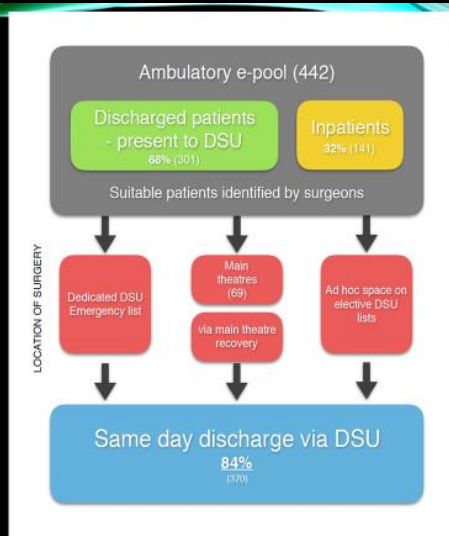 Ambulatory e-pool (442)
Discharged patients
- present to DSU
68% (301)
Inpatients
32% (141)
Suitable patients identified by surgeons
LOCATION OF SURGERY
Dedicated DSU
Emergency list
Main
theatres
(69)
via main theatre
recovery
Ad hoc space on
elective DSU
lists
Same day discharge via DSU
84%
(370)